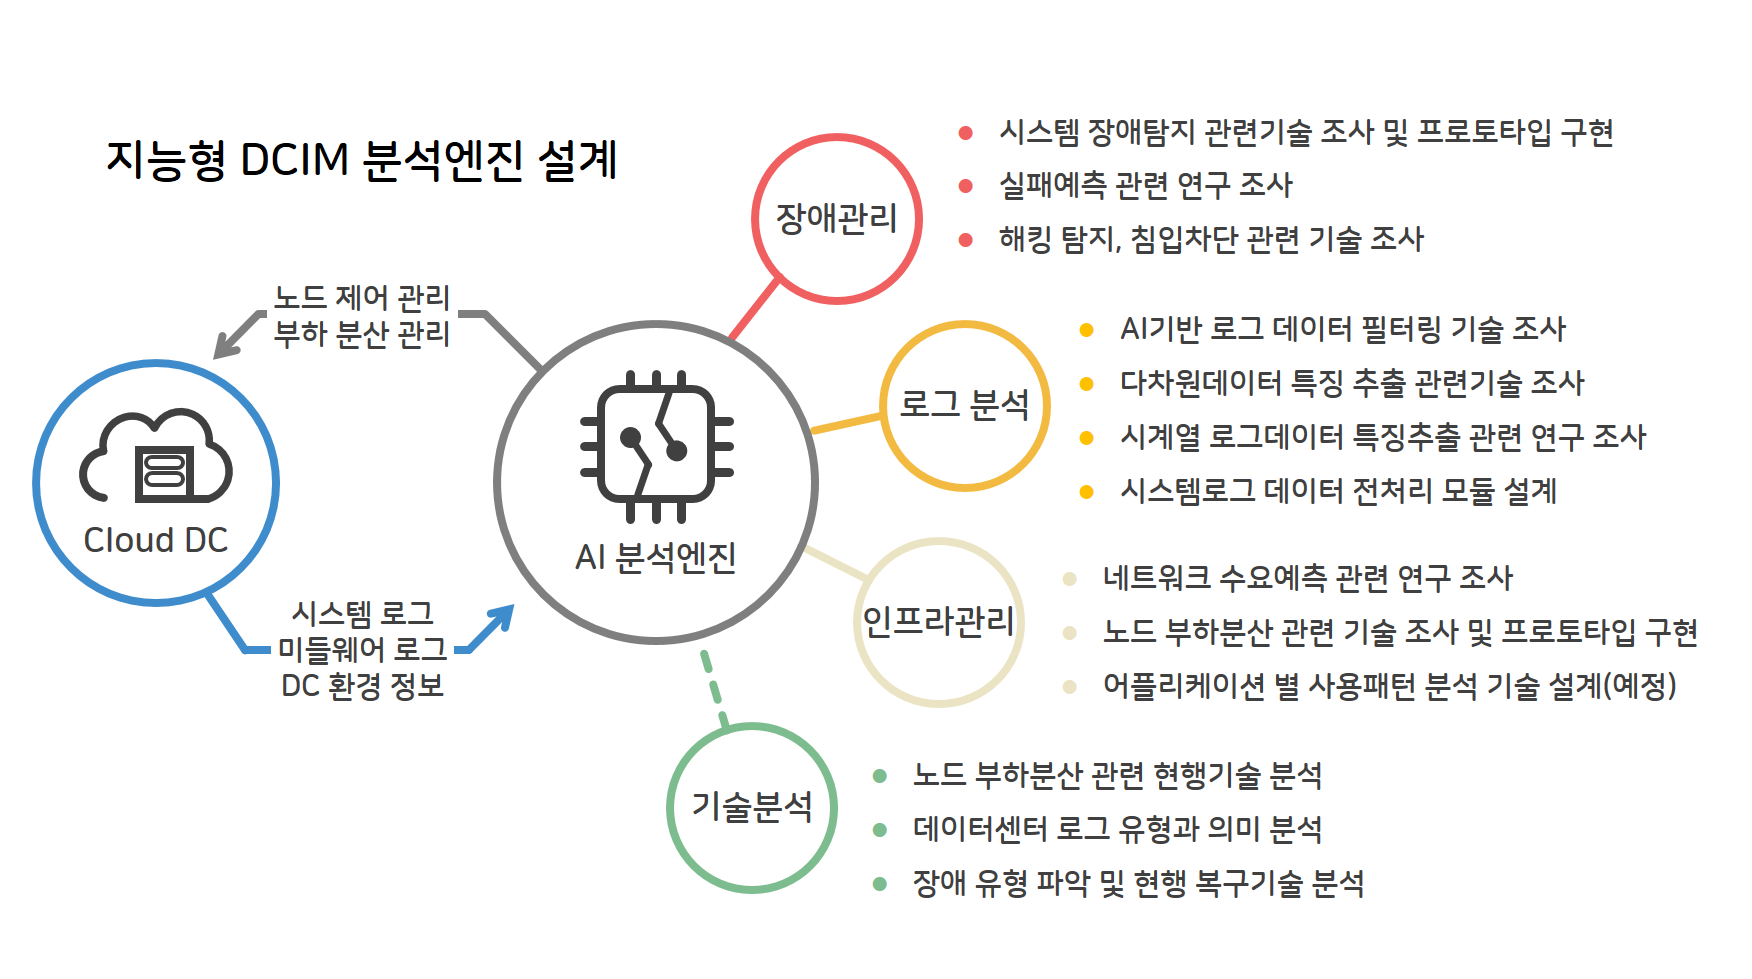 지능형 DCIM 분석엔진 설계
노드 제어 관리
부하 분산 관리
Cloud DC
시스템 로그
미들웨어 로그
DC 환경 정보
AI 분석엔진
장애관리
시스템 장애탐지 관련기술 조사 및 프로토타입 구현
실패예측 관련 연구 조사
해킹 탐지, 침입차단 관련 기술 조사
로그 분석
AI기반 로그 데이터 필터링 기술 조사
다차원데이터 특징 추출 관련기술 조사
시계열 로그데이터 특징추출 관련 연구 조사
시스템로그 데이터 전처리 모듈 설계
인프라관리
네트워크 수요예측 관련 연구 조사
노드 부하분산 관련 기술 조사 및 프로토타입 구현
어플리케이션 별 사용패턴 분석 기술 설계(예정)
기술분석
노드 부하분산 관련 현행기술 분석
데이터센터 로그 유형과 의미 분석
장애 유형 파악 및 현행 복구기술 분석